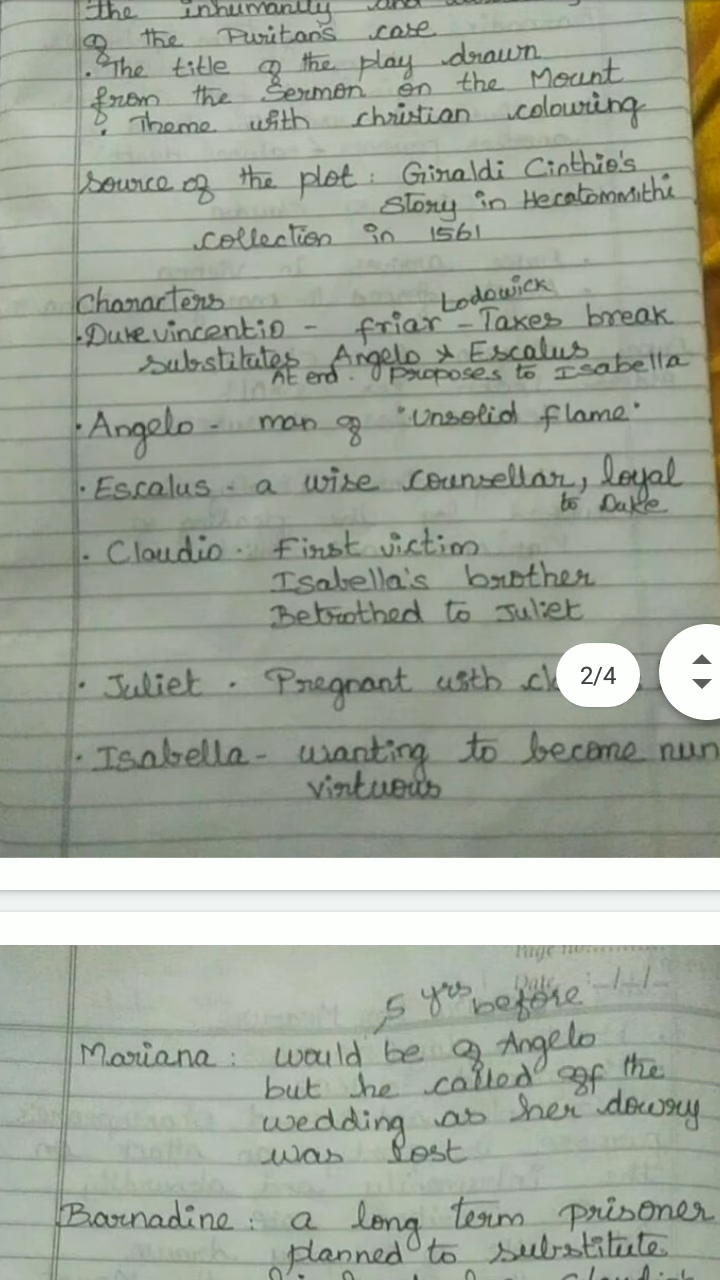 the inhumanity and
of the Puritan's case
. The title of the play drawn
from the Sermon on the Mount
. Theme with christian colouring
Source of the plot : Giraldi Cinthio's
Story in Hecatommithi
collection in 1561
Characters
Lodowick
. Duke vincentio - friar - Takes break
substitutes Angelo & Escalus
At end . Proposes to Isabella
. Angelo - man of "unsolid flame"
. Escalus - a wise counsellar, loyal
to Duke
. Claudio . First victim
Isabella's brother
Betrothed to Juliet
. Juliet . Pregnant with
2/4
. Isabella - wanting to become nun
virtuous
Page no
Date :-/-/-
5 yrs before
Mariana : would be of Angelo
but he called off the
wedding as her dowry
was lost
Barnadine : a long term prisoner
planned to substitute